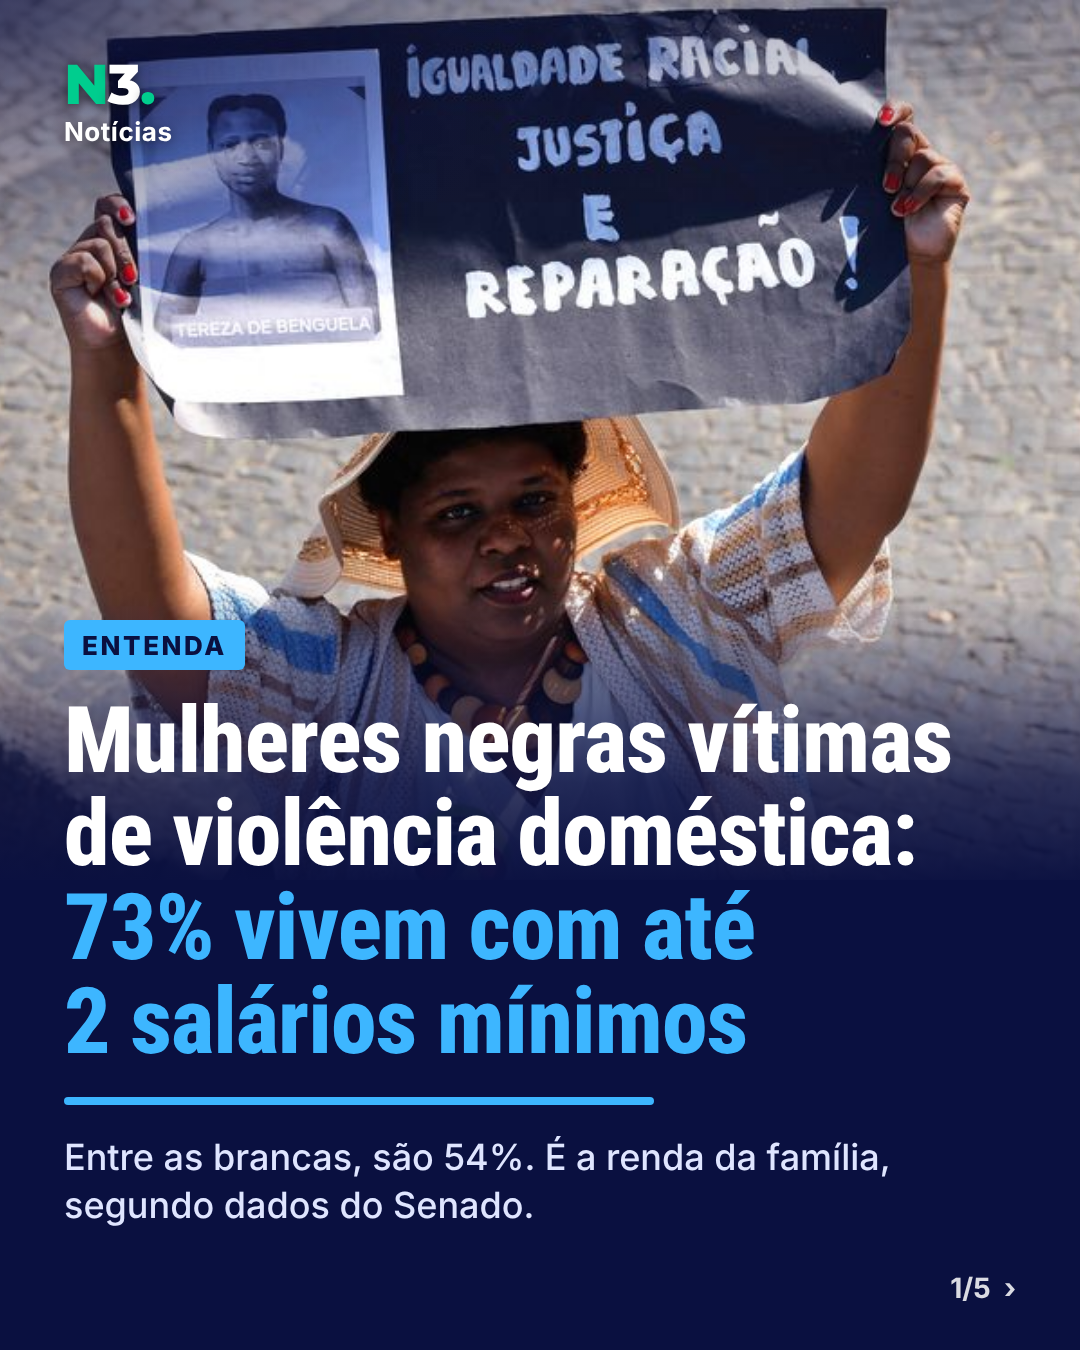 N3.
Notícias
IGUALDADE RACIAL
JUSTIÇA
E
REPARAÇÃO!
TEREZA DE BENGUELA
ENTENDA
Mulheres negras vítimas
de violência doméstica:
73% vivem com até
2 salários mínimos
Entre as brancas, são 54%. É a renda da família,
segundo dados do Senado.
1/5 ›